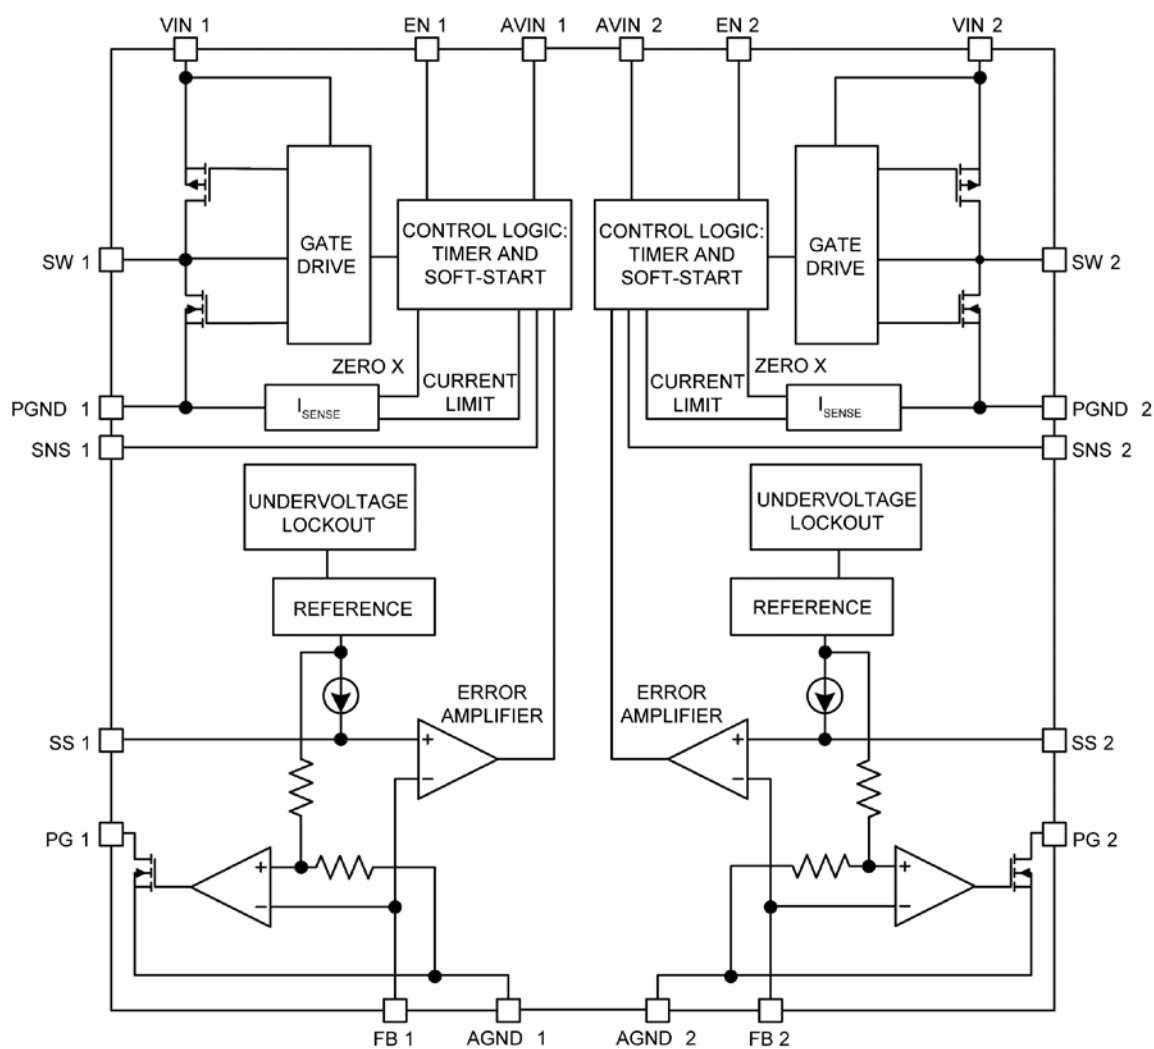 VIN 1
EN 1
AVIN 1
AVIN 2
EN 2
VIN 2
GATE
DRIVE
CONTROL LOGIC:
TIMER AND
SOFT-START
CONTROL LOGIC:
TIMER AND
SOFT-START
GATE
DRIVE
SW 1
SW 2
ZERO X
CURRENT
LIMIT
ZERO X
CURRENT
LIMIT
PGND 1
ISENSE
ISENSE
PGND 2
SNS 1
SNS 2
UNDERVOLTAGE
LOCKOUT
UNDERVOLTAGE
LOCKOUT
REFERENCE
REFERENCE
ERROR
AMPLIFIER
ERROR
AMPLIFIER
SS 1
+
−
+
−
SS 2
PG 1
+
−
+
−
PG 2
FB 1
AGND 1
AGND 2
FB 2